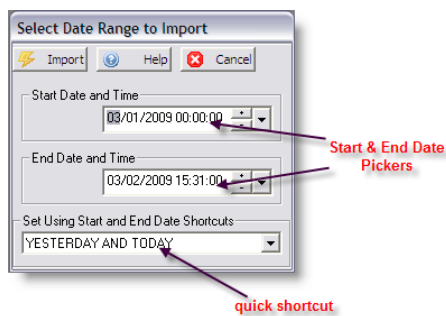 Select Date Range to Import
Import Help Cancel
Start Date and Time
03/01/2009 00:00:00
Start & End Date
Pickers
End Date and Time
03/02/2009 15:31:00
Set Using Start and End Date Shortcuts
YESTERDAY AND TODAY
quick shortcut